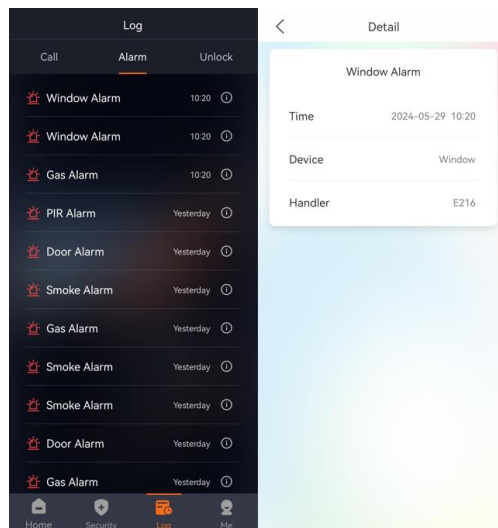 Log
Call Alarm Unlock
Window Alarm 10:20
Window Alarm 10:20
Gas Alarm 10:20
PIR Alarm Yesterday
Door Alarm Yesterday
Smoke Alarm Yesterday
Gas Alarm Yesterday
Smoke Alarm Yesterday
Smoke Alarm Yesterday
Door Alarm Yesterday
Gas Alarm Yesterday
Home Security Log Me
Detail
Window Alarm
Time 2024-05-29 10:20
Device Window
Handler E216